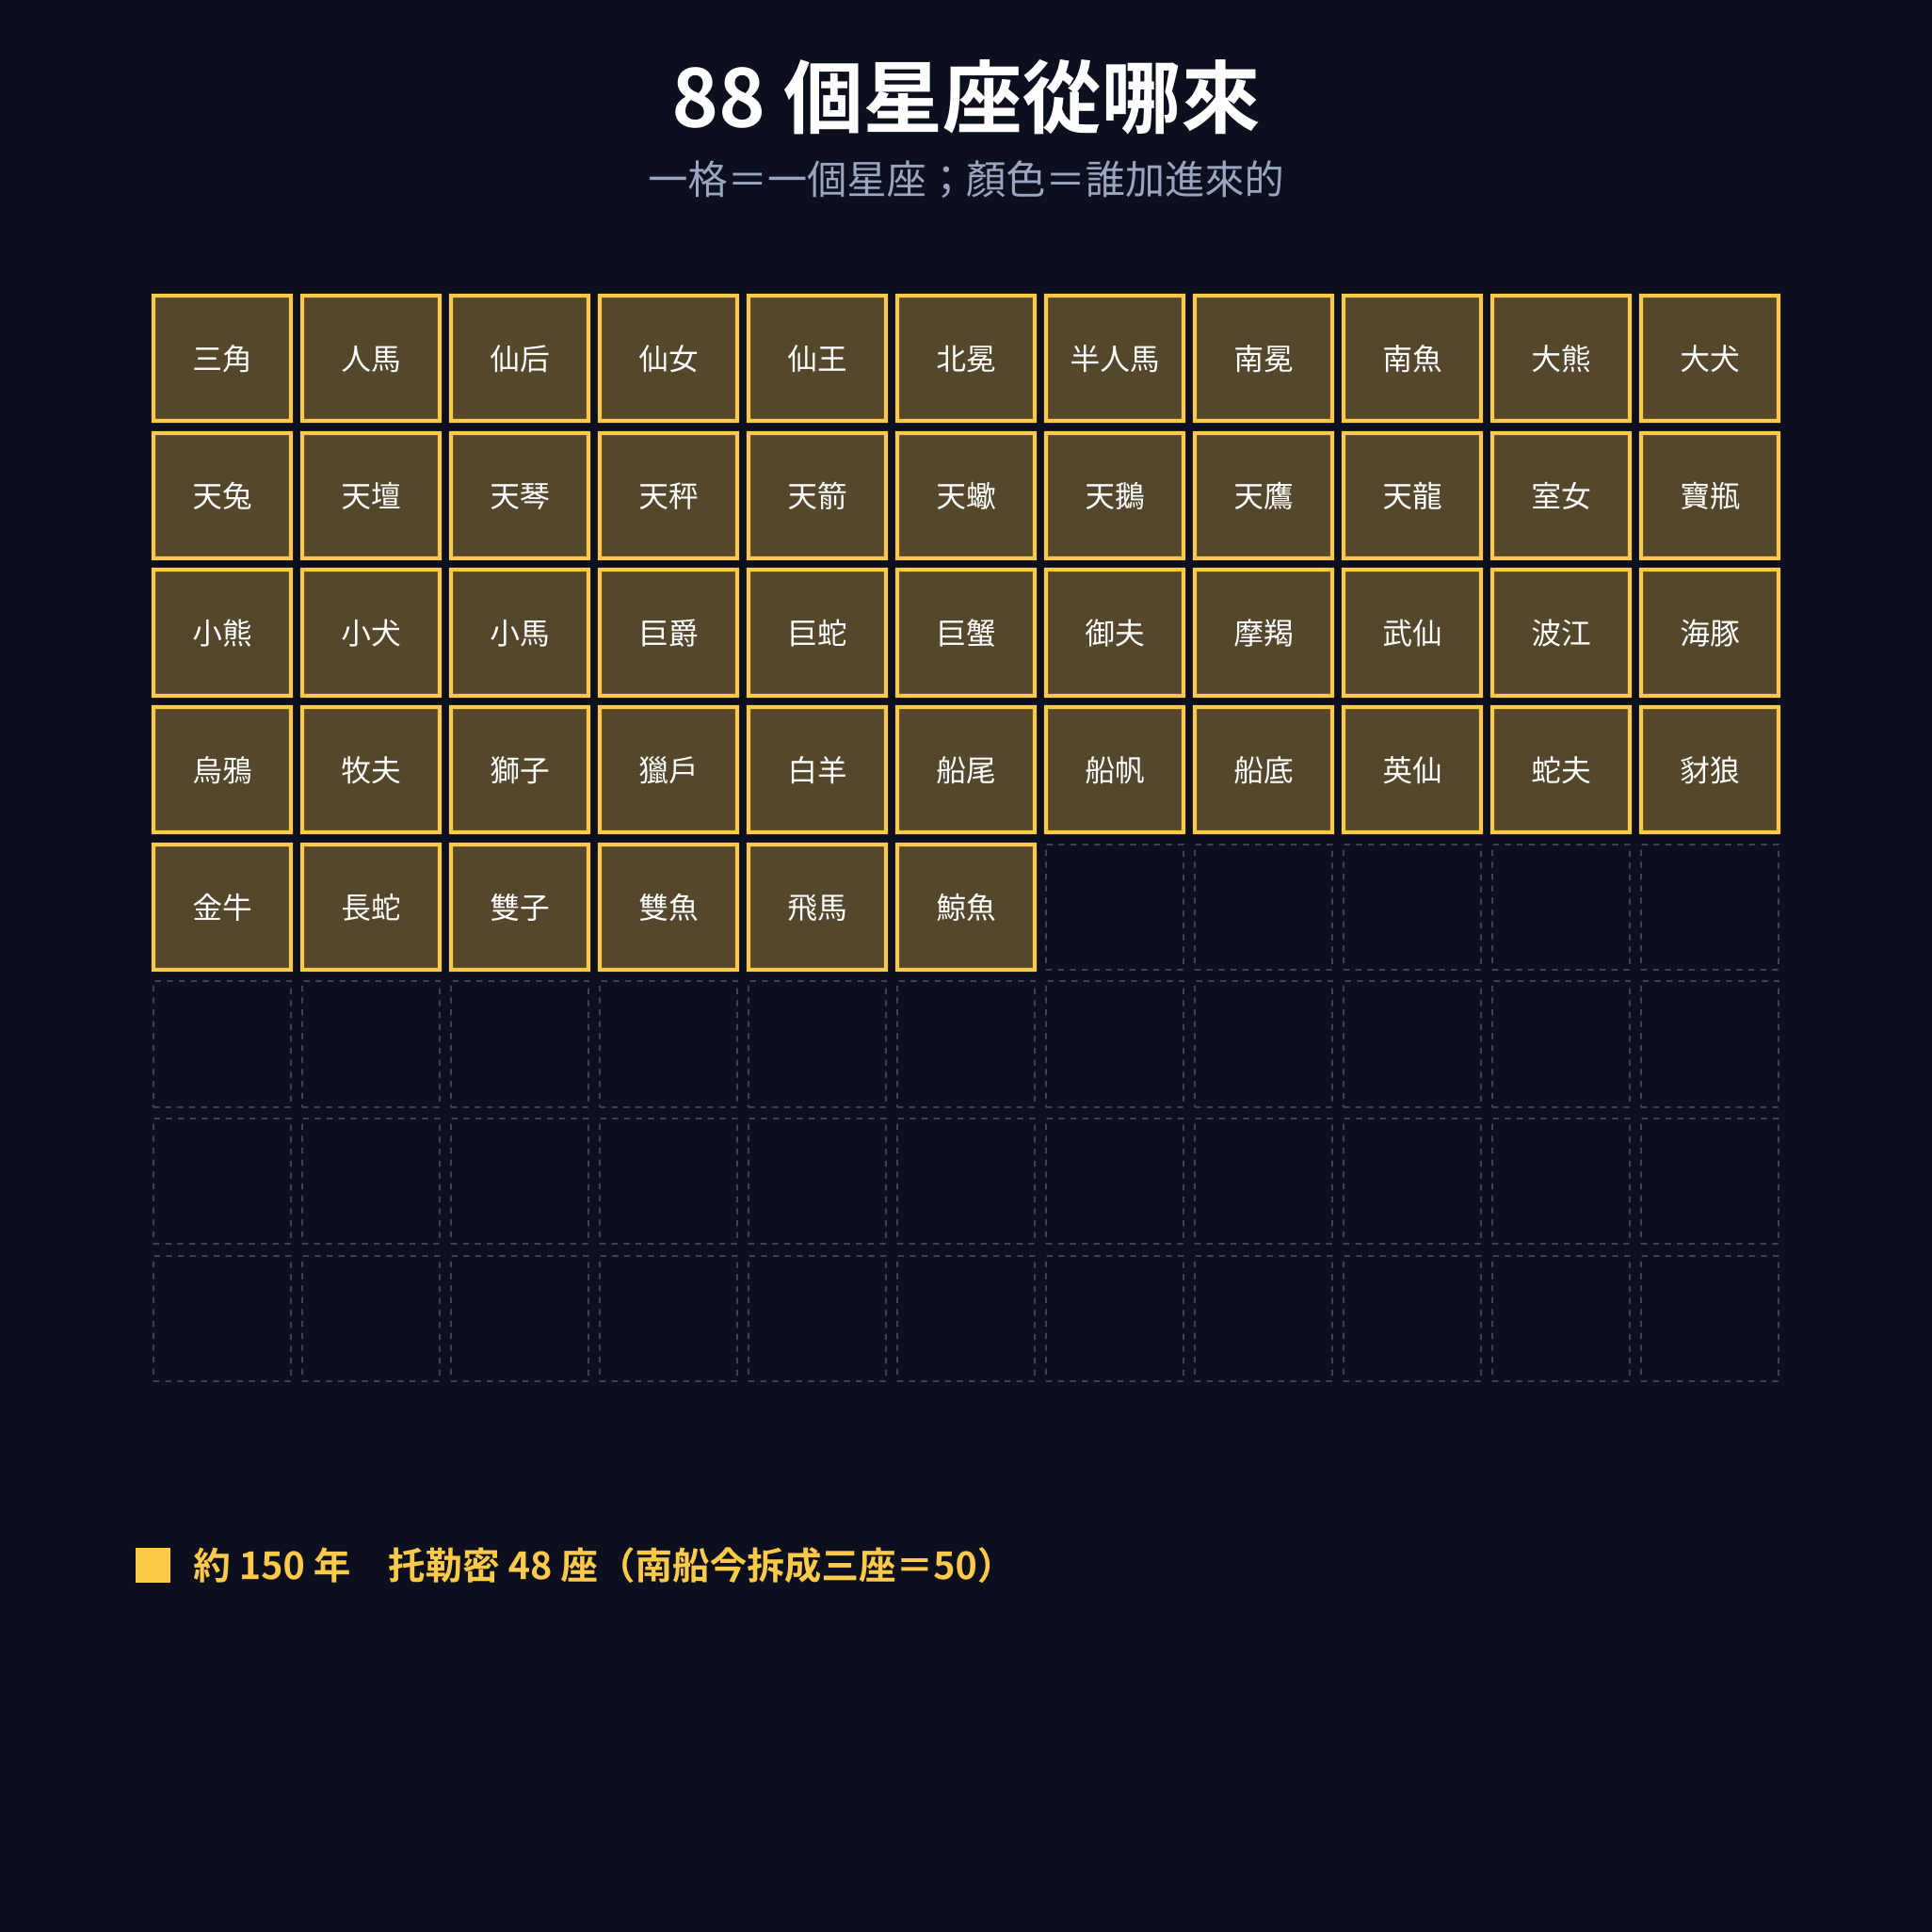 88 個星座從哪來
一格＝一個星座；顏色＝誰加進來的
三角 人馬 仙后 仙女 仙王 北冕 半人馬 南冕 南魚 大熊 大犬
天兔 天壇 天琴 天秤 天箭 天蠍 天鵝 天鷹 天龍 室女 寶瓶
小熊 小犬 小馬 巨爵 巨蛇 巨蟹 御夫 摩羯 武仙 波江 海豚
烏鴉 牧夫 獅子 獵戶 白羊 船尾 船帆 船底 英仙 蛇夫 豺狼
金牛 長蛇 雙子 雙魚 飛馬 鯨魚
約 150 年　托勒密 48 座（南船今拆成三座＝50）